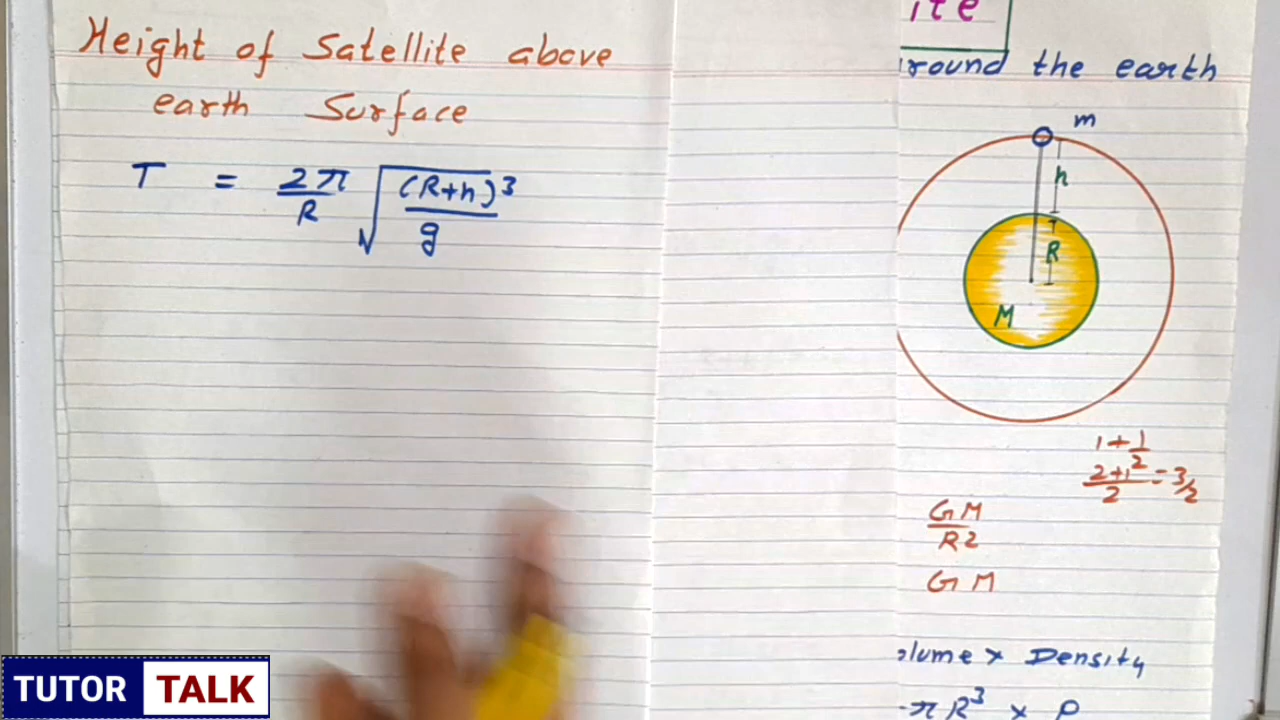 Height of Satellite above
earth Surface
T = 2π/R √((R+h)³/g)
ite
round the earth
m
h
R
M
1+1/2
2+1/2 = 3/2
GM/R2
GM
olume × Density
πR³ × ρ
TUTOR TALK